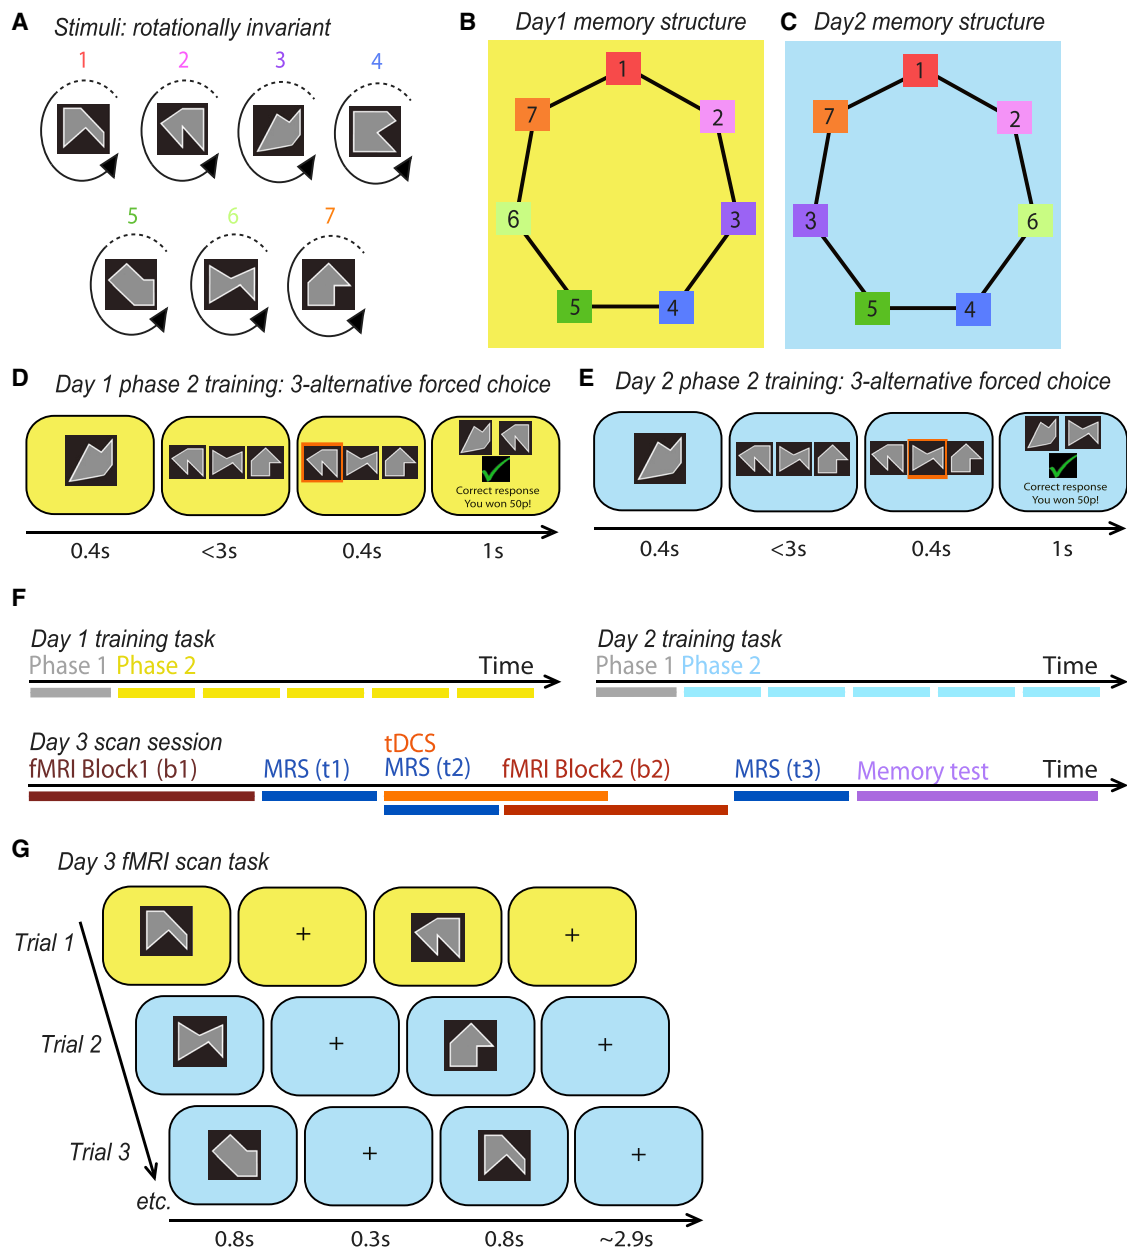 A Stimuli: rotationally invariant
1 2 3 4
5 6 7
B Day1 memory structure
1
7 2
6 3
5 4
C Day2 memory structure
1
7 2
3 6
5 4
D Day 1 phase 2 training: 3-alternative forced choice
Correct response
You won 50p!
0.4s <3s 0.4s 1s
E Day 2 phase 2 training: 3-alternative forced choice
Correct response
You won 50p!
0.4s <3s 0.4s 1s
F
Day 1 training task
Phase 1 Phase 2 Time
Day 2 training task
Phase 1 Phase 2 Time
Day 3 scan session
tDCS
fMRI Block1 (b1) MRS (t1) MRS (t2) fMRI Block2 (b2) MRS (t3) Memory test Time
G Day 3 fMRI scan task
Trial 1 + +
Trial 2 + +
Trial 3 + +
etc.
0.8s 0.3s 0.8s ~2.9s